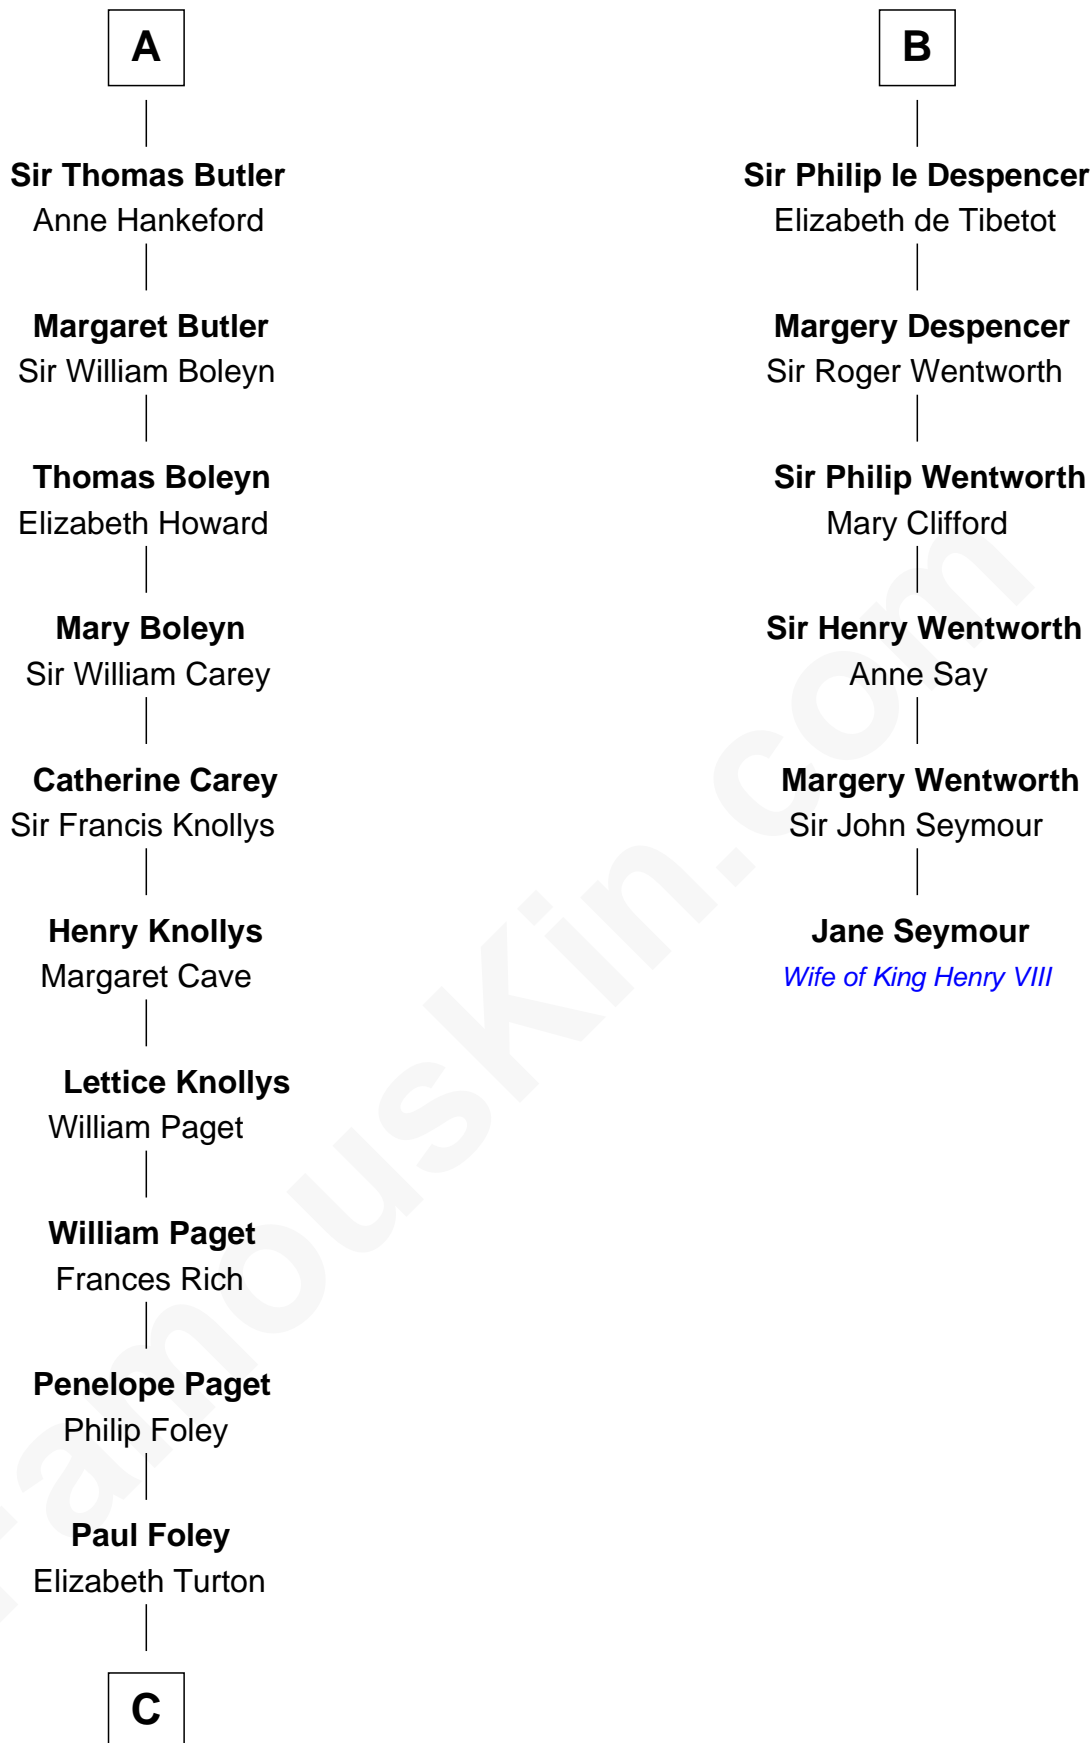 A
Sir Thomas Butler
Anne Hankeford
Margaret Butler
Sir William Boleyn
Thomas Boleyn
Elizabeth Howard
Mary Boleyn
Sir William Carey
Catherine Carey
Sir Francis Knollys
Henry Knollys
Margaret Cave
Lettice Knollys
William Paget
William Paget
Frances Rich
Penelope Paget
Philip Foley
Paul Foley
Elizabeth Turton
C
B
Sir Philip le Despencer
Elizabeth de Tibetot
Margery Despencer
Sir Roger Wentworth
Sir Philip Wentworth
Mary Clifford
Sir Henry Wentworth
Anne Say
Margery Wentworth
Sir John Seymour
Jane Seymour
Wife of King Henry VIII
FamousKin.com